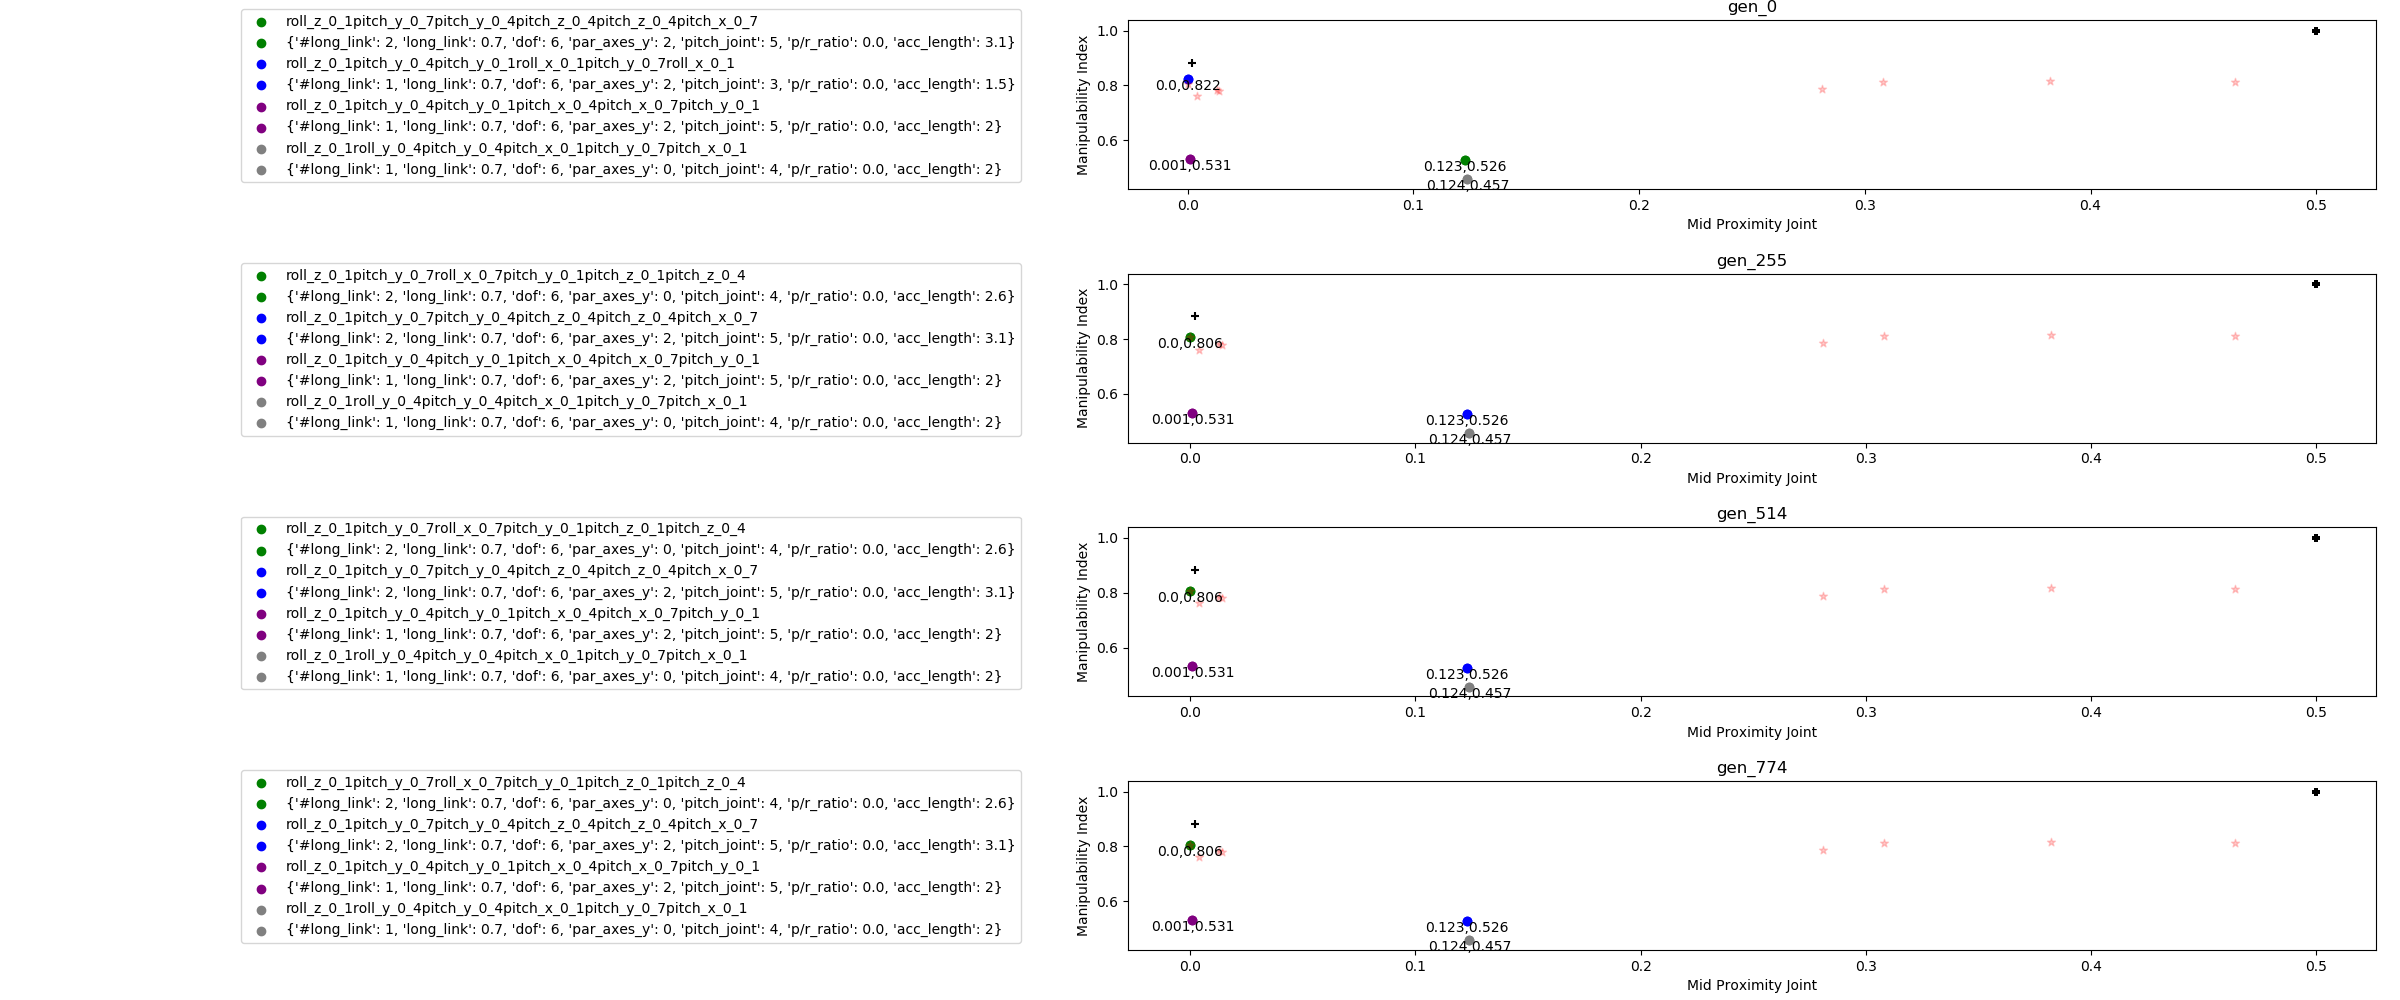 roll_z_0_1pitch_y_0_7pitch_y_0_4pitch_z_0_4pitch_z_0_4pitch_x_0_7
{'#long_link': 2, 'long_link': 0.7, 'dof': 6, 'par_axes_y': 2, 'pitch_joint': 5, 'p/r_ratio': 0.0, 'acc_length': 3.1}
roll_z_0_1pitch_y_0_4pitch_y_0_1roll_x_0_1pitch_y_0_7roll_x_0_1
{'#long_link': 1, 'long_link': 0.7, 'dof': 6, 'par_axes_y': 2, 'pitch_joint': 3, 'p/r_ratio': 0.0, 'acc_length': 1.5}
roll_z_0_1pitch_y_0_4pitch_y_0_1pitch_x_0_4pitch_x_0_7pitch_y_0_1
{'#long_link': 1, 'long_link': 0.7, 'dof': 6, 'par_axes_y': 2, 'pitch_joint': 5, 'p/r_ratio': 0.0, 'acc_length': 2}
roll_z_0_1roll_y_0_4pitch_y_0_4pitch_x_0_1pitch_y_0_7pitch_x_0_1
{'#long_link': 1, 'long_link': 0.7, 'dof': 6, 'par_axes_y': 0, 'pitch_joint': 4, 'p/r_ratio': 0.0, 'acc_length': 2}
gen_0
Manipulability Index
1.0
0.8
0.6
0.0,0.822
0.001,0.531
0.123,0.526
0.124,0.457
0.0 0.1 0.2 0.3 0.4 0.5
Mid Proximity Joint
roll_z_0_1pitch_y_0_7roll_x_0_7pitch_y_0_1pitch_z_0_1pitch_z_0_4
{'#long_link': 2, 'long_link': 0.7, 'dof': 6, 'par_axes_y': 0, 'pitch_joint': 4, 'p/r_ratio': 0.0, 'acc_length': 2.6}
roll_z_0_1pitch_y_0_7pitch_y_0_4pitch_z_0_4pitch_z_0_4pitch_x_0_7
{'#long_link': 2, 'long_link': 0.7, 'dof': 6, 'par_axes_y': 2, 'pitch_joint': 5, 'p/r_ratio': 0.0, 'acc_length': 3.1}
roll_z_0_1pitch_y_0_4pitch_y_0_1pitch_x_0_4pitch_x_0_7pitch_y_0_1
{'#long_link': 1, 'long_link': 0.7, 'dof': 6, 'par_axes_y': 2, 'pitch_joint': 5, 'p/r_ratio': 0.0, 'acc_length': 2}
roll_z_0_1roll_y_0_4pitch_y_0_4pitch_x_0_1pitch_y_0_7pitch_x_0_1
{'#long_link': 1, 'long_link': 0.7, 'dof': 6, 'par_axes_y': 0, 'pitch_joint': 4, 'p/r_ratio': 0.0, 'acc_length': 2}
gen_255
Manipulability Index
1.0
0.8
0.6
0.0,0.806
0.001,0.531
0.123,0.526
0.124,0.457
0.0 0.1 0.2 0.3 0.4 0.5
Mid Proximity Joint
roll_z_0_1pitch_y_0_7roll_x_0_7pitch_y_0_1pitch_z_0_1pitch_z_0_4
{'#long_link': 2, 'long_link': 0.7, 'dof': 6, 'par_axes_y': 0, 'pitch_joint': 4, 'p/r_ratio': 0.0, 'acc_length': 2.6}
roll_z_0_1pitch_y_0_7pitch_y_0_4pitch_z_0_4pitch_z_0_4pitch_x_0_7
{'#long_link': 2, 'long_link': 0.7, 'dof': 6, 'par_axes_y': 2, 'pitch_joint': 5, 'p/r_ratio': 0.0, 'acc_length': 3.1}
roll_z_0_1pitch_y_0_4pitch_y_0_1pitch_x_0_4pitch_x_0_7pitch_y_0_1
{'#long_link': 1, 'long_link': 0.7, 'dof': 6, 'par_axes_y': 2, 'pitch_joint': 5, 'p/r_ratio': 0.0, 'acc_length': 2}
roll_z_0_1roll_y_0_4pitch_y_0_4pitch_x_0_1pitch_y_0_7pitch_x_0_1
{'#long_link': 1, 'long_link': 0.7, 'dof': 6, 'par_axes_y': 0, 'pitch_joint': 4, 'p/r_ratio': 0.0, 'acc_length': 2}
gen_514
Manipulability Index
1.0
0.8
0.6
0.0,0.806
0.001,0.531
0.123,0.526
0.124,0.457
0.0 0.1 0.2 0.3 0.4 0.5
Mid Proximity Joint
roll_z_0_1pitch_y_0_7roll_x_0_7pitch_y_0_1pitch_z_0_1pitch_z_0_4
{'#long_link': 2, 'long_link': 0.7, 'dof': 6, 'par_axes_y': 0, 'pitch_joint': 4, 'p/r_ratio': 0.0, 'acc_length': 2.6}
roll_z_0_1pitch_y_0_7pitch_y_0_4pitch_z_0_4pitch_z_0_4pitch_x_0_7
{'#long_link': 2, 'long_link': 0.7, 'dof': 6, 'par_axes_y': 2, 'pitch_joint': 5, 'p/r_ratio': 0.0, 'acc_length': 3.1}
roll_z_0_1pitch_y_0_4pitch_y_0_1pitch_x_0_4pitch_x_0_7pitch_y_0_1
{'#long_link': 1, 'long_link': 0.7, 'dof': 6, 'par_axes_y': 2, 'pitch_joint': 5, 'p/r_ratio': 0.0, 'acc_length': 2}
roll_z_0_1roll_y_0_4pitch_y_0_4pitch_x_0_1pitch_y_0_7pitch_x_0_1
{'#long_link': 1, 'long_link': 0.7, 'dof': 6, 'par_axes_y': 0, 'pitch_joint': 4, 'p/r_ratio': 0.0, 'acc_length': 2}
gen_774
Manipulability Index
1.0
0.8
0.6
0.0,0.806
0.001,0.531
0.123,0.526
0.124,0.457
0.0 0.1 0.2 0.3 0.4 0.5
Mid Proximity Joint